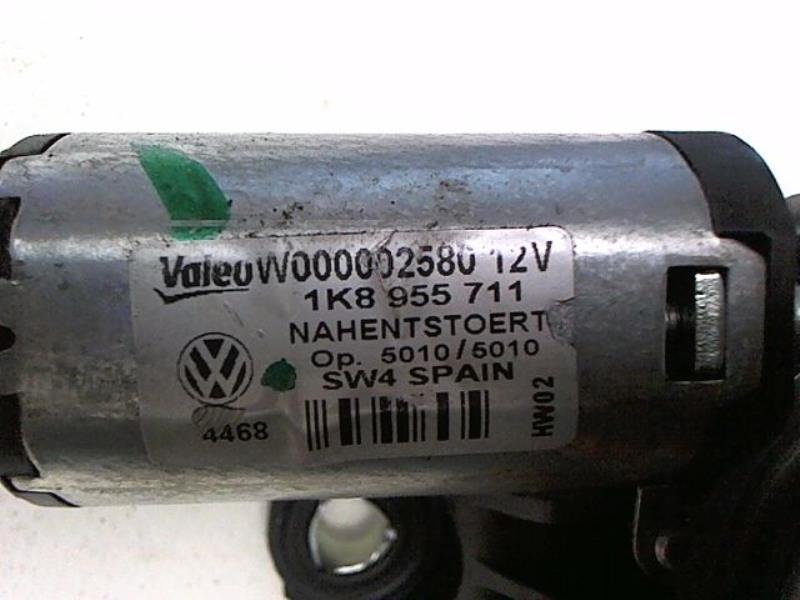 Valeo W000002580 12V
1K8 955 711
NAHENTSTOERT
Op. 5010/5010
SW4 SPAIN
4468
HW02